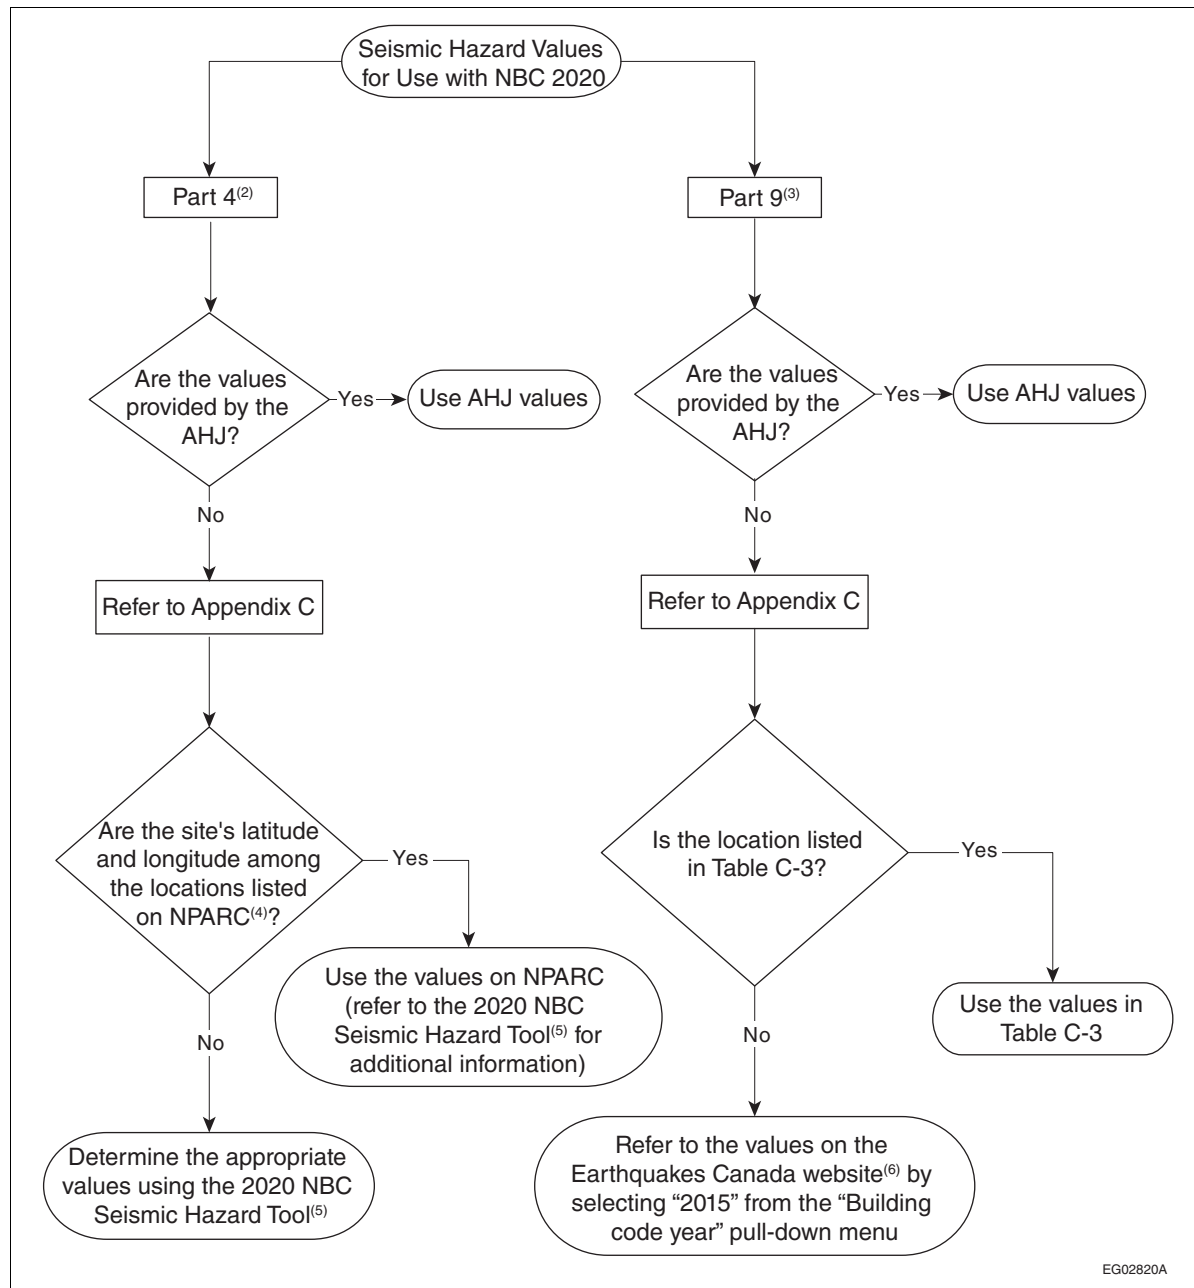 Seismic Hazard Values
for Use with NBC 2020
Part 4(2)
Are the values
provided by the
AHJ?
Yes
Use AHJ values
No
Refer to Appendix C
Are the site's latitude
and longitude among
the locations listed
on NPARC(4)?
Yes
Use the values on NPARC
(refer to the 2020 NBC
Seismic Hazard Tool(5) for
additional information)
No
Determine the appropriate
values using the 2020 NBC
Seismic Hazard Tool(5)
Part 9(3)
Are the values
provided by the
AHJ?
Yes
Use AHJ values
No
Refer to Appendix C
Is the location listed
in Table C-3?
Yes
Use the values in
Table C-3
No
Refer to the values on the
Earthquakes Canada website(6) by
selecting “2015” from the “Building
code year” pull-down menu
EG02820A